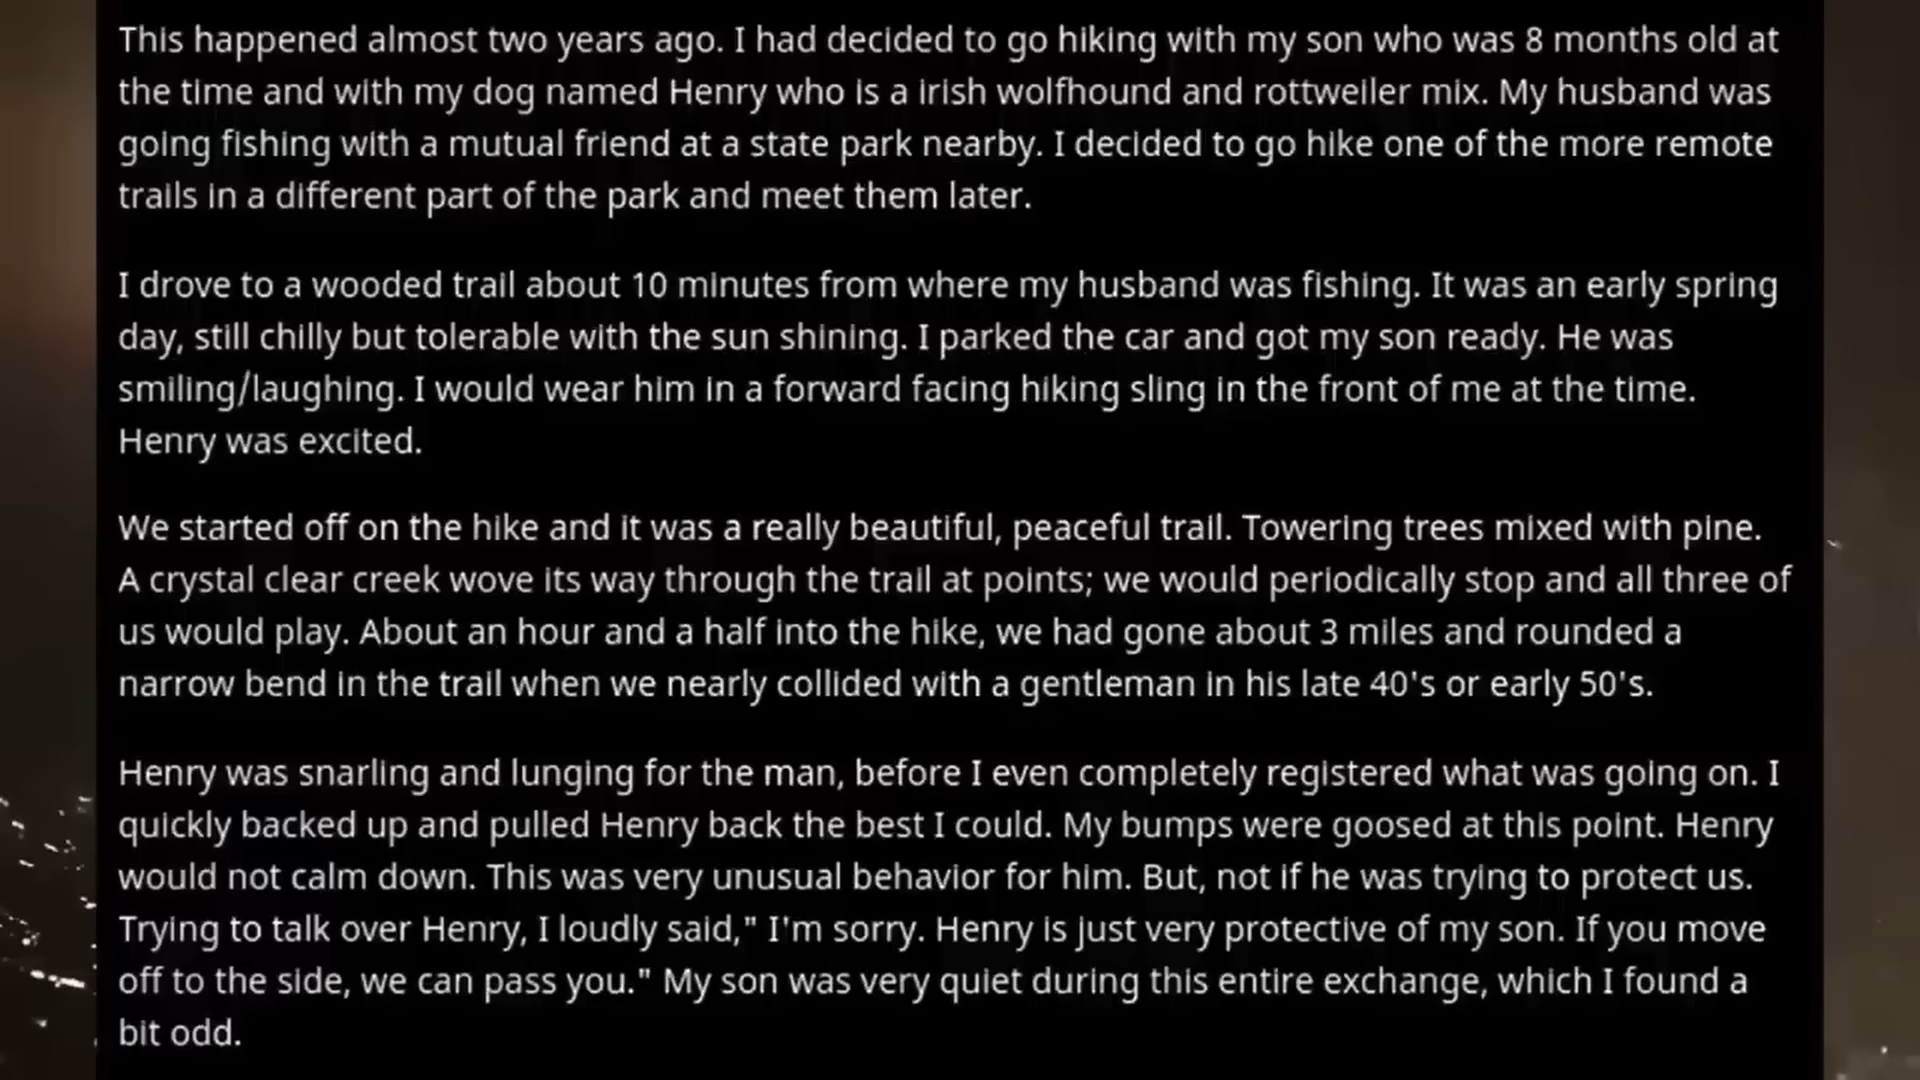 This happened almost two years ago. I had decided to go hiking with my son who was 8 months old at
the time and with my dog named Henry who is a irish wolfhound and rottweiler mix. My husband was
going fishing with a mutual friend at a state park nearby. I decided to go hike one of the more remote
trails in a different part of the park and meet them later.
I drove to a wooded trail about 10 minutes from where my husband was fishing. It was an early spring
day, still chilly but tolerable with the sun shining. I parked the car and got my son ready. He was
smiling/laughing. I would wear him in a forward facing hiking sling in the front of me at the time.
Henry was excited.
We started off on the hike and it was a really beautiful, peaceful trail. Towering trees mixed with pine.
A crystal clear creek wove its way through the trail at points; we would periodically stop and all three of
us would play. About an hour and a half into the hike, we had gone about 3 miles and rounded a
narrow bend in the trail when we nearly collided with a gentleman in his late 40's or early 50's.
Henry was snarling and lunging for the man, before I even completely registered what was going on. I
quickly backed up and pulled Henry back the best I could. My bumps were goosed at this point. Henry
would not calm down. This was very unusual behavior for him. But, not if he was trying to protect us.
Trying to talk over Henry, I loudly said," I'm sorry. Henry is just very protective of my son. If you move
off to the side, we can pass you." My son was very quiet during this entire exchange, which I found a
bit odd.